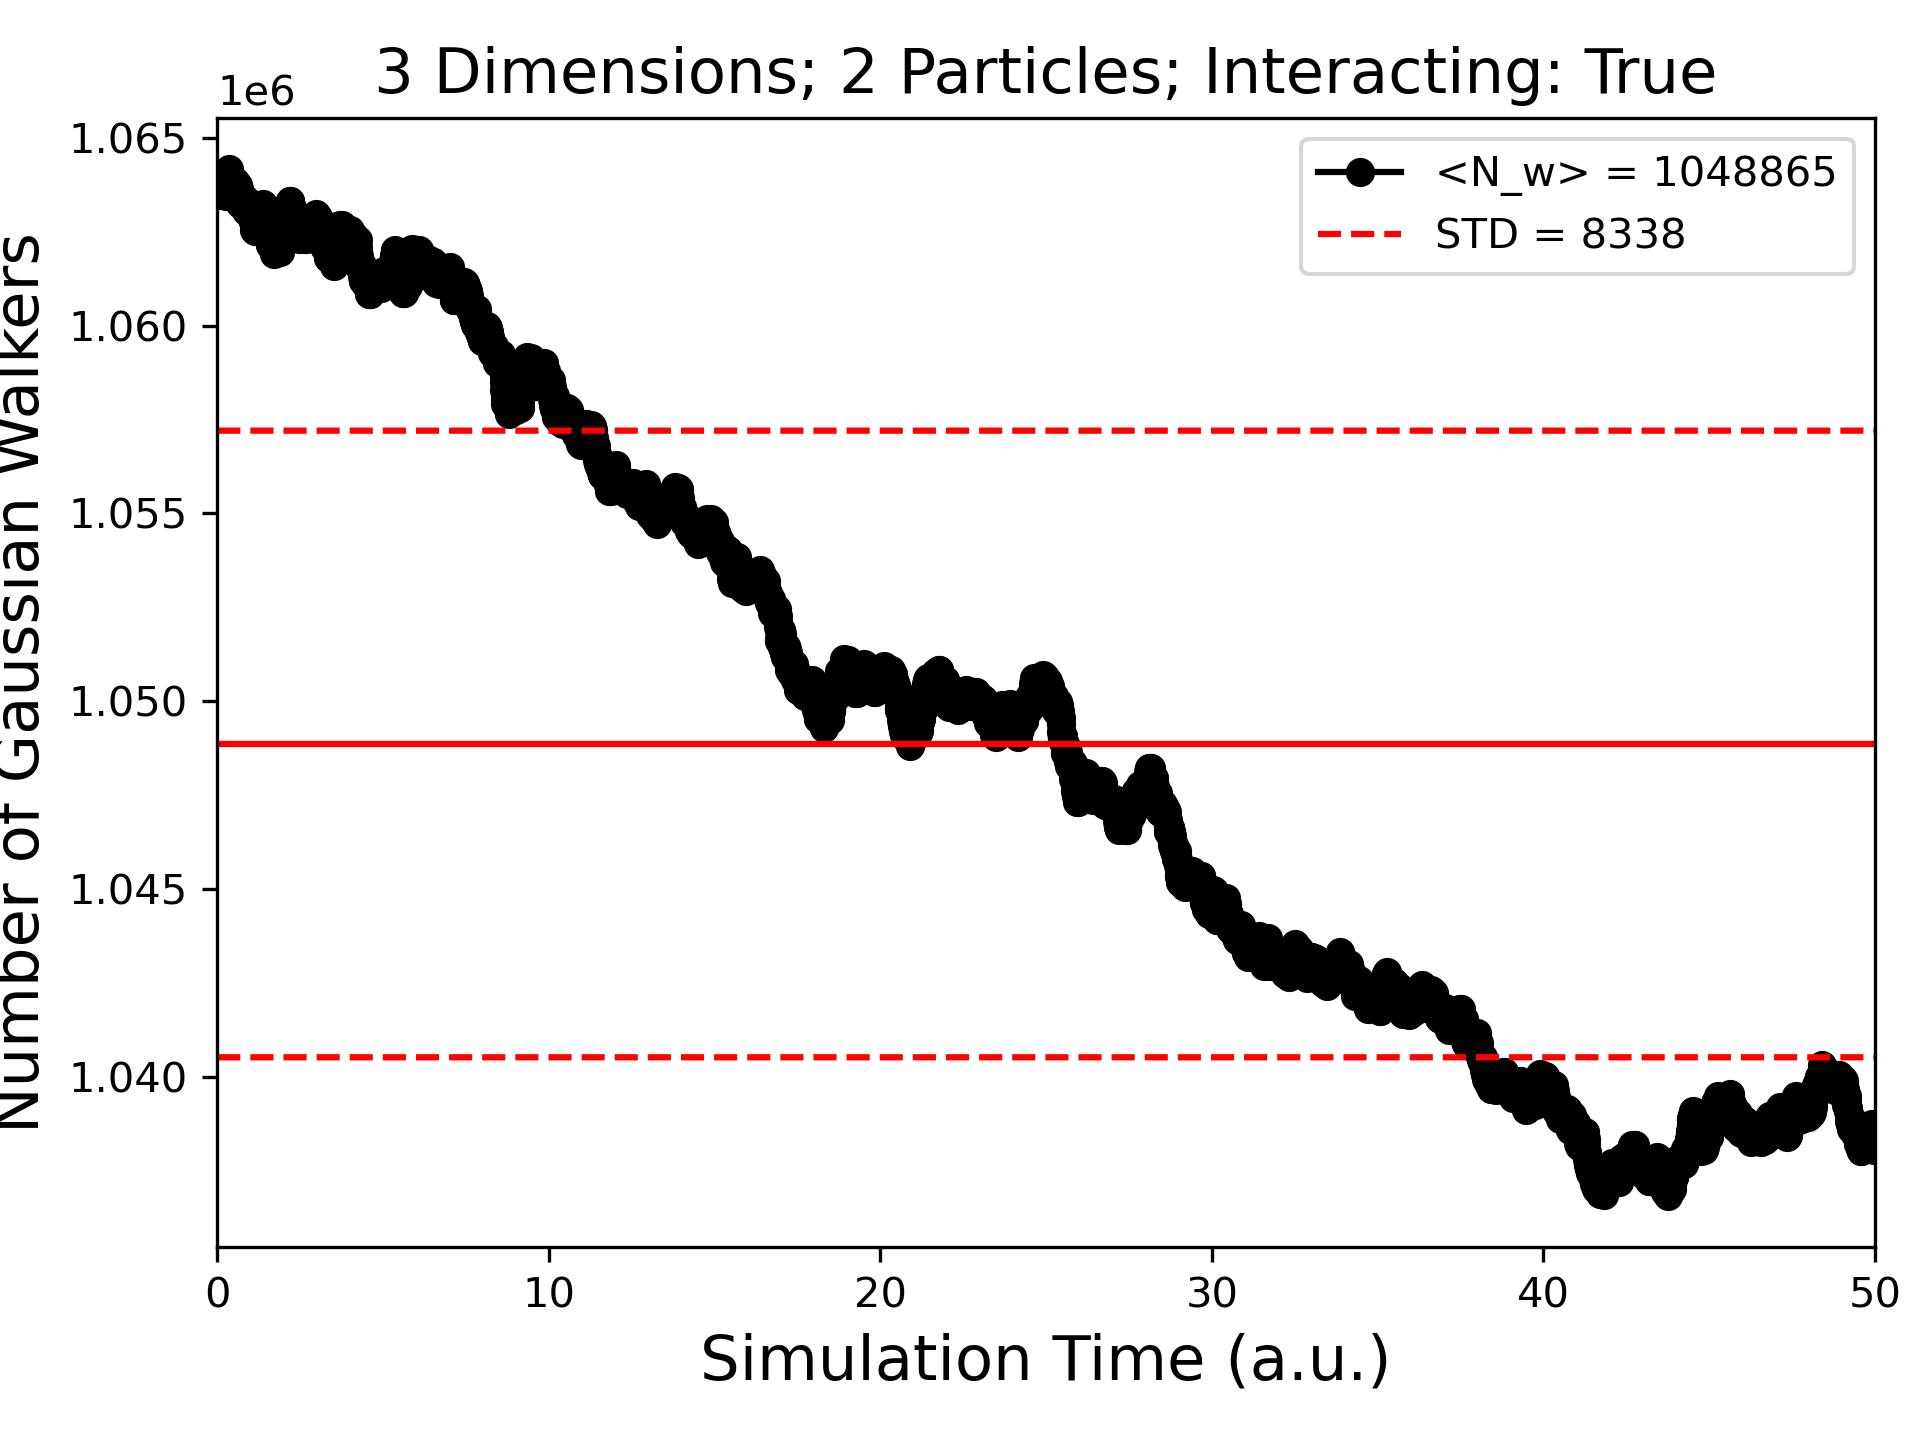 3 Dimensions; 2 Particles; Interacting: True
1e6
1.065
1.060
1.055
1.050
1.045
1.040
Number of Gaussian Walkers
<N_w> = 1048865
STD = 8338
0 10 20 30 40 50
Simulation Time (a.u.)